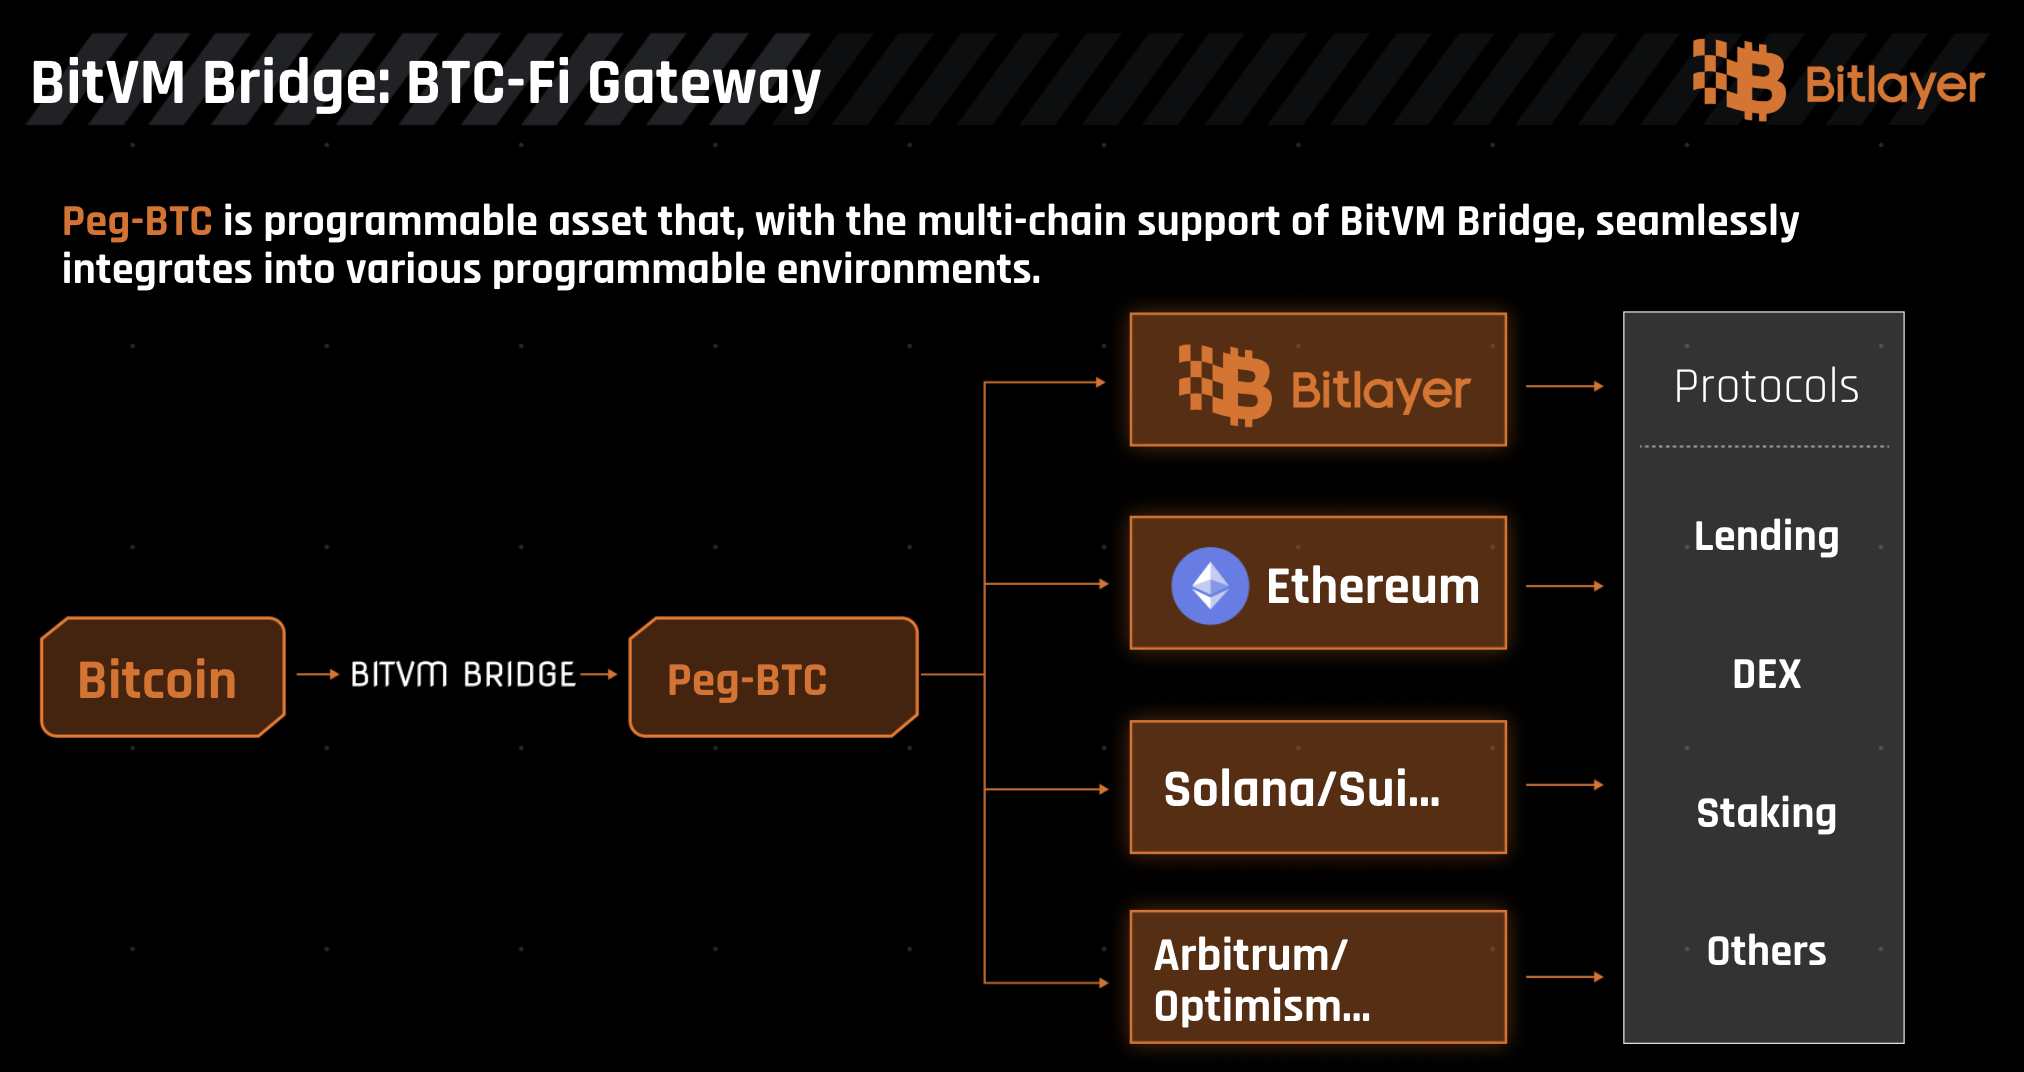 BitVM Bridge: BTC-Fi Gateway
Bitlayer
Peg-BTC is programmable asset that, with the multi-chain support of BitVM Bridge, seamlessly
integrates into various programmable environments.
Bitcoin
BITVM BRIDGE
Peg-BTC
Bitlayer
Ethereum
Solana/Sui...
Arbitrum/
Optimism...
Protocols
Lending
DEX
Staking
Others